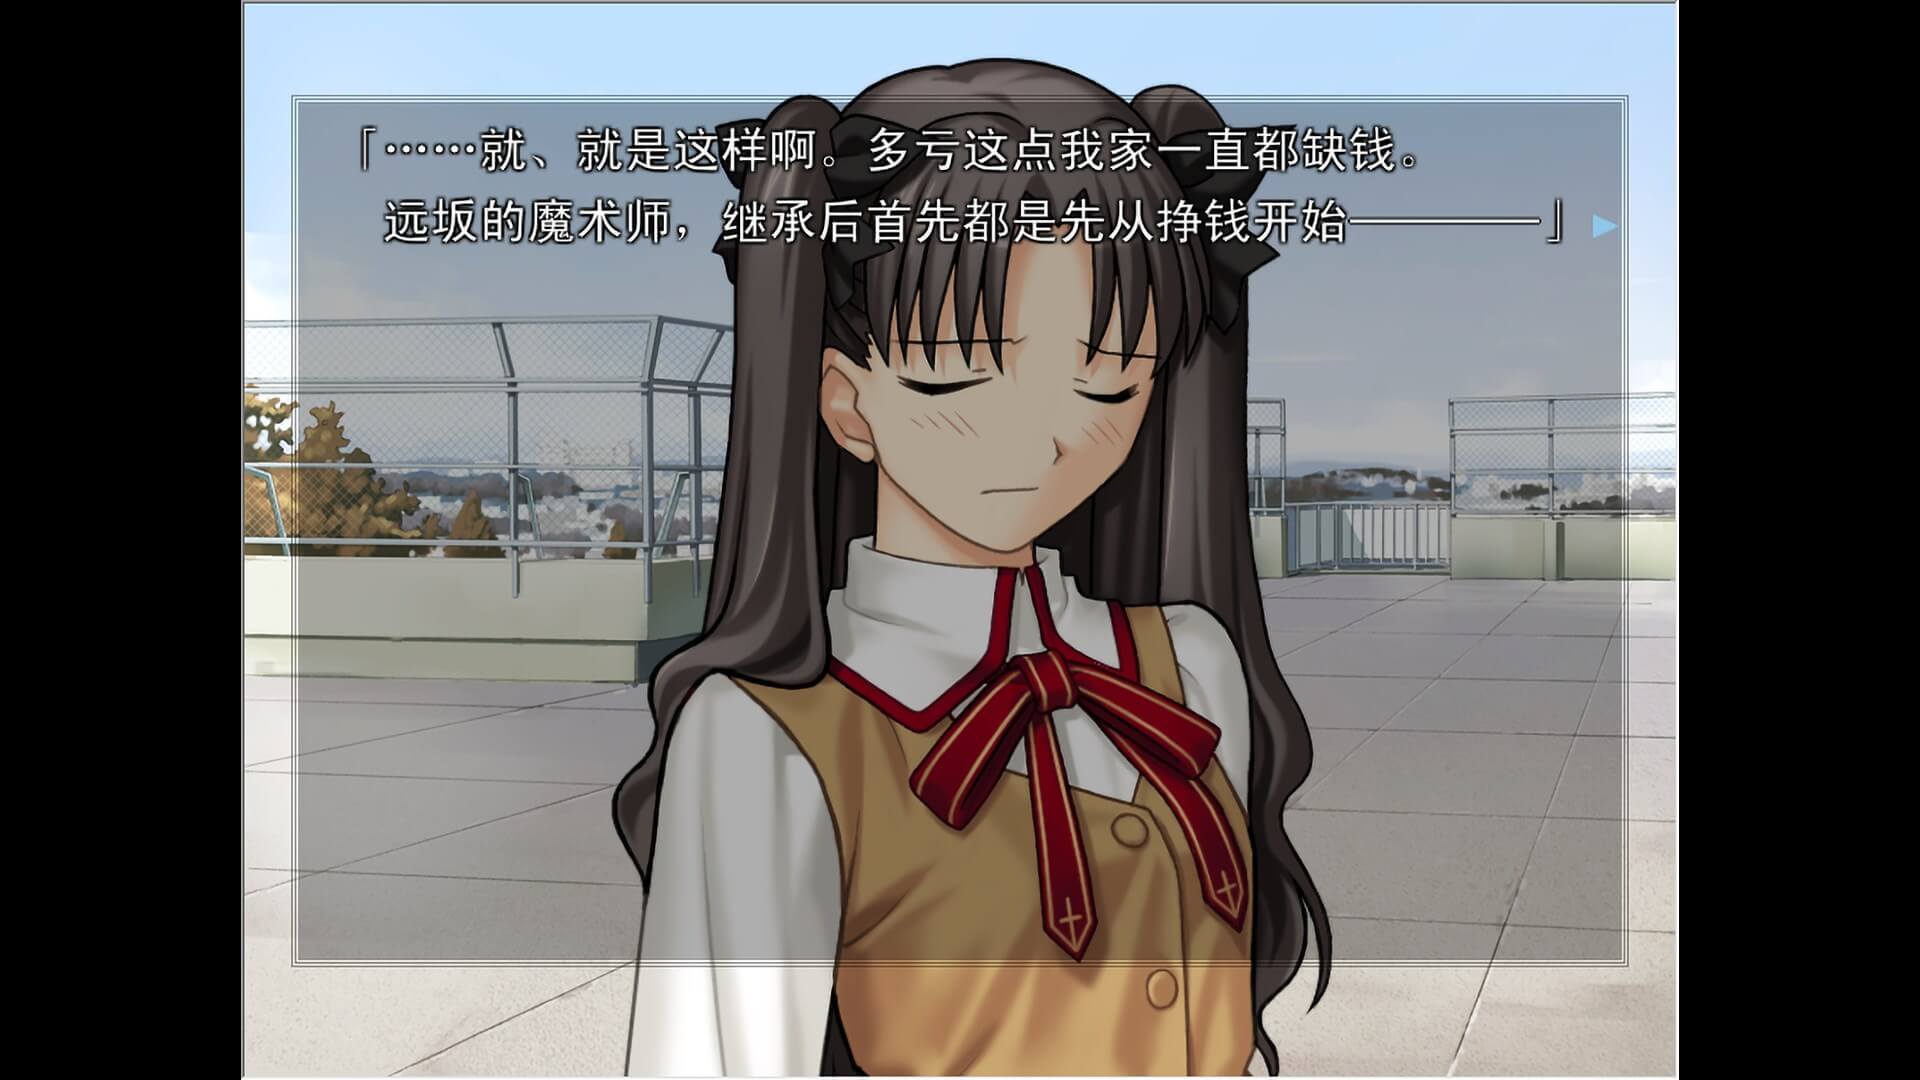 「……就、就是这样啊。多亏这点我家一直都缺钱。
远坂的魔术师，继承后首先都是先从挣钱开始————」